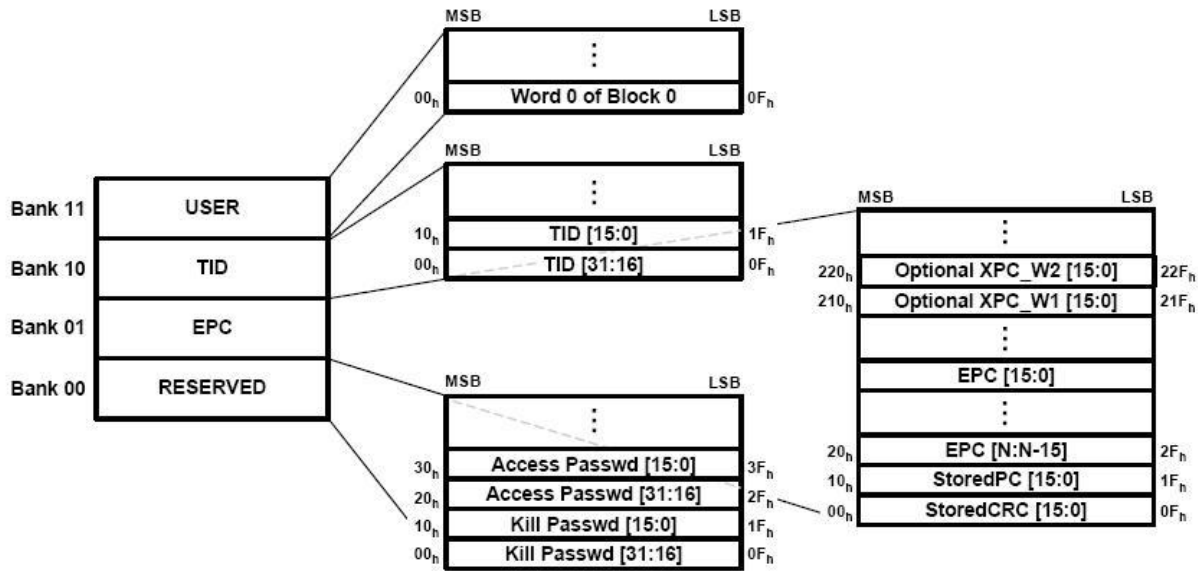 MSB LSB
⋮
00h Word 0 of Block 0 0Fh
MSB LSB
⋮
10h TID [15:0] 1Fh
00h TID [31:16] 0Fh
Bank 11 USER
Bank 10 TID
Bank 01 EPC
Bank 00 RESERVED
MSB LSB
⋮
30h Access Passwd [15:0] 3Fh
20h Access Passwd [31:16] 2Fh
10h Kill Passwd [15:0] 1Fh
00h Kill Passwd [31:16] 0Fh
MSB LSB
⋮
220h Optional XPC_W2 [15:0] 22Fh
210h Optional XPC_W1 [15:0] 21Fh
⋮
EPC [15:0]
⋮
20h EPC [N:N-15] 2Fh
10h StoredPC [15:0] 1Fh
00h StoredCRC [15:0] 0Fh